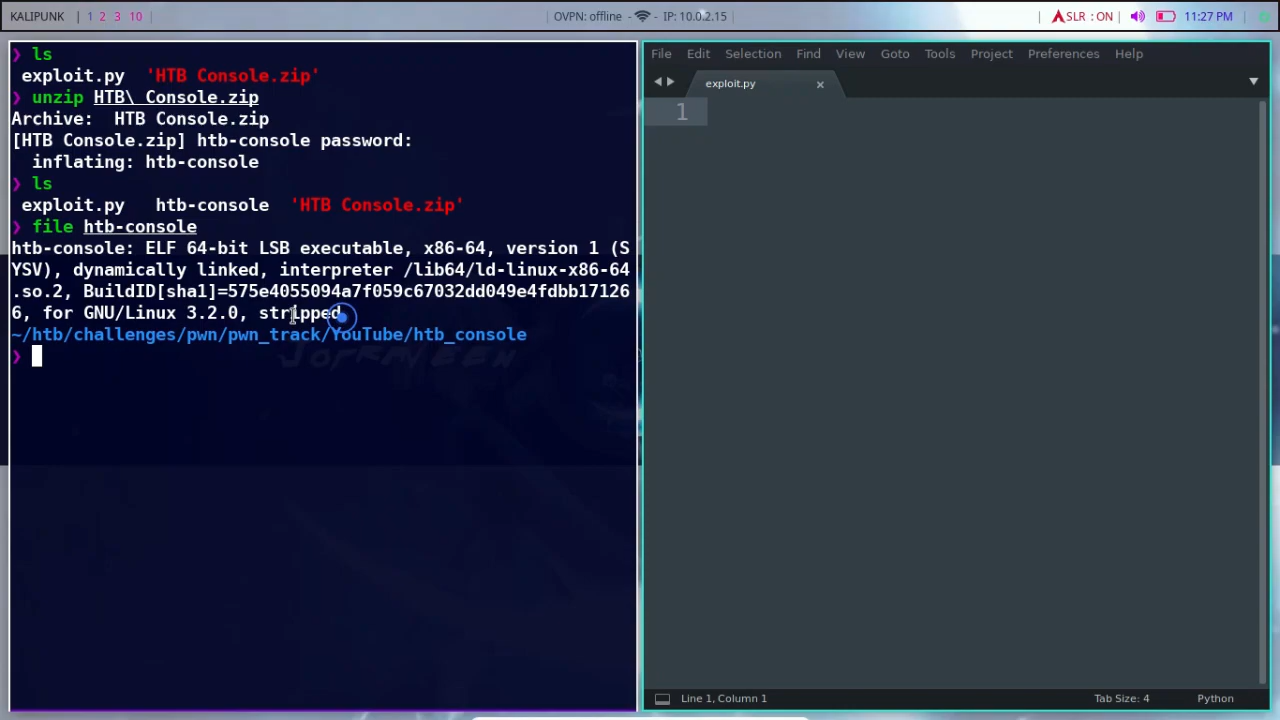 KALIPUNK | 1 2 3 10
OVPN: offline - - IP: 10.0.2.15 |
| SLR : ON | | 11:27 PM |
❯ ls
exploit.py 'HTB Console.zip'
❯ unzip HTB\ Console.zip
Archive: HTB Console.zip
[HTB Console.zip] htb-console password:
inflating: htb-console
❯ ls
exploit.py htb-console 'HTB Console.zip'
❯ file htb-console
htb-console: ELF 64-bit LSB executable, x86-64, version 1 (S
YSV), dynamically linked, interpreter /lib64/ld-linux-x86-64
.so.2, BuildID[sha1]=575e4055094a7f059c67032dd049e4fdbb17126
6, for GNU/Linux 3.2.0, stripped
~/htb/challenges/pwn/pwn_track/YouTube/htb_console
❯
File Edit Selection Find View Goto Tools Project Preferences Help
exploit.py ×
1
Line 1, Column 1 Tab Size: 4 Python